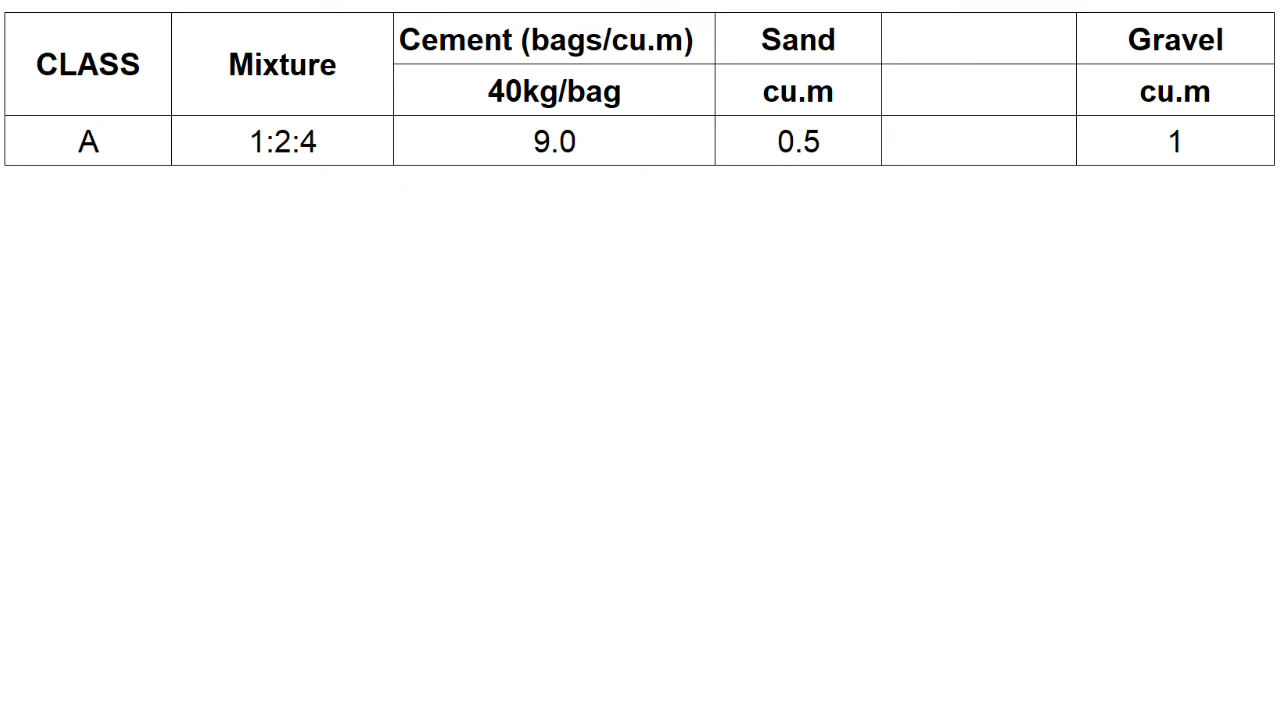 CLASS Mixture Cement (bags/cu.m) Sand Gravel
40kg/bag cu.m cu.m
A 1:2:4 9.0 0.5 1